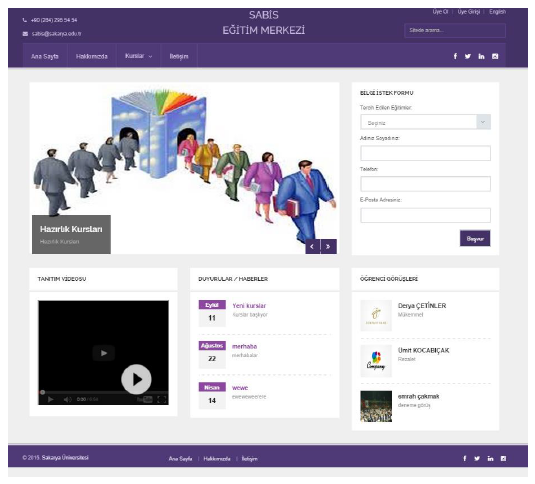 Üye Ol | Üye Girişi | English
SABİS
EĞİTİM MERKEZİ
+90 (264) 295 54 54
sabis@sakarya.edu.tr
Sitede arama...
Ana Sayfa Hakkımızda Kurslar İletişim
Hazırlık Kursları
Hazırlık Kursları
BİLGİ İSTEK FORMU
Tercih Edilen Eğitimler:
Seçiniz
Adınız Soyadınız:
Telefon:
E-Posta Adresiniz:
Başvur
TANITIM VİDEOSU
0:00
DUYURULAR / HABERLER
Eylül
11
Yeni kurslar
Kurslar başlıyor
Ağustos
22
merhaba
merhabalar
Nisan
14
wewe
ÖĞRENCİ GÖRÜŞLERİ
Derya ÇETİNLER
Mükemmel
Ümit KOCABIÇAK
Rezalet
Company
emrah çakmak
deneme görüş
© 2015. Sakarya Üniversitesi
Ana Sayfa | Hakkımızda | İletişim